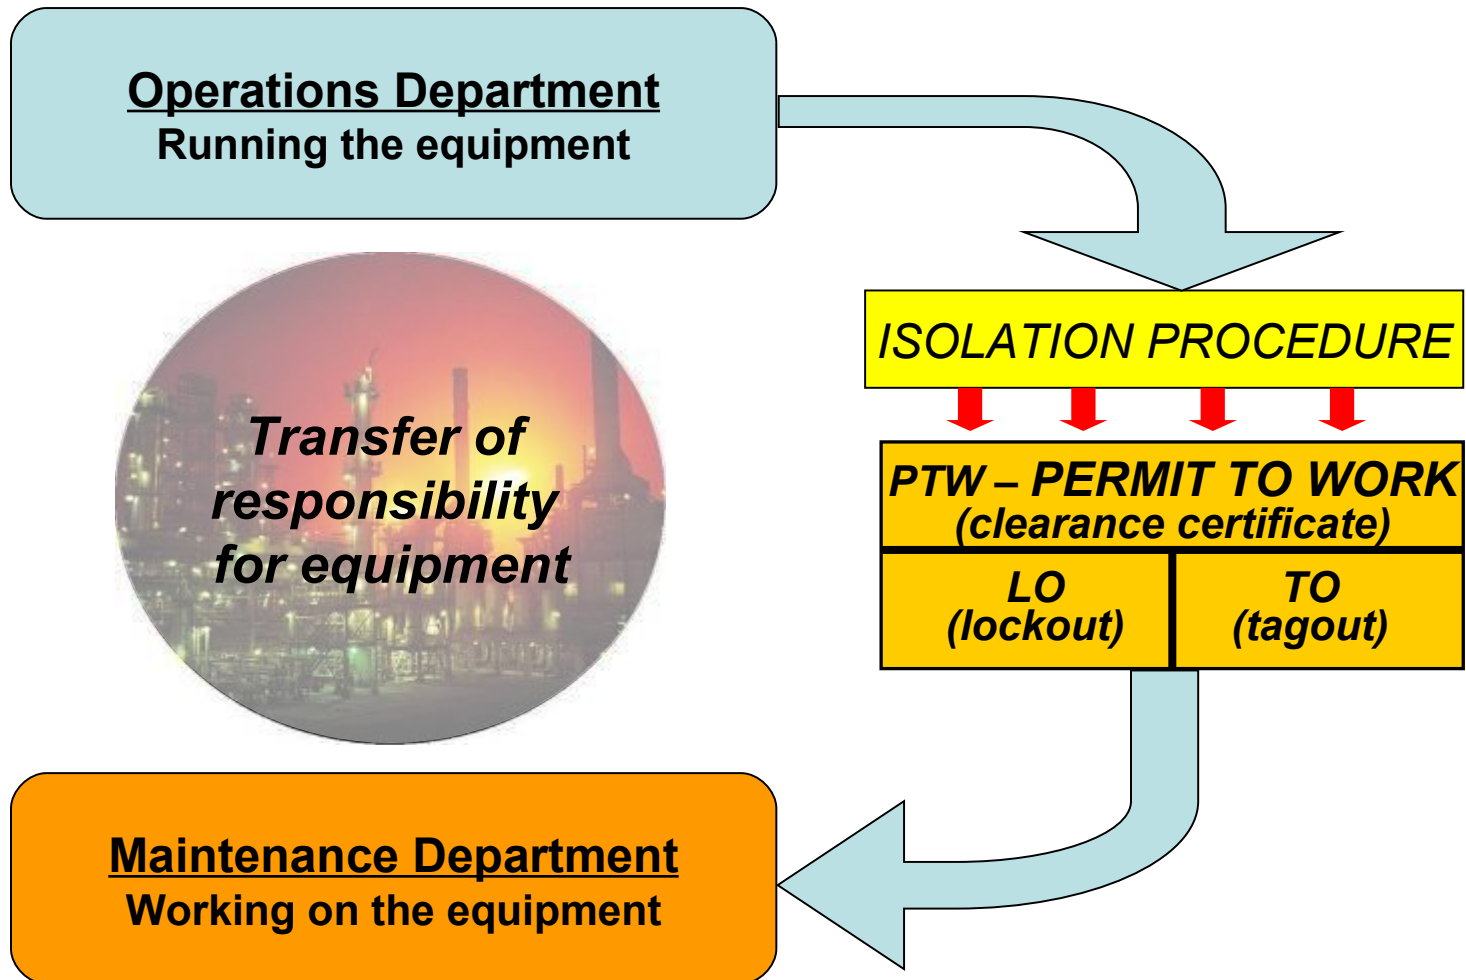 Operations Department
Running the equipment
ISOLATION PROCEDURE
Transfer of
responsibility
for equipment
PTW – PERMIT TO WORK
(clearance certificate)
LO
(lockout)
TO
(tagout)
Maintenance Department
Working on the equipment